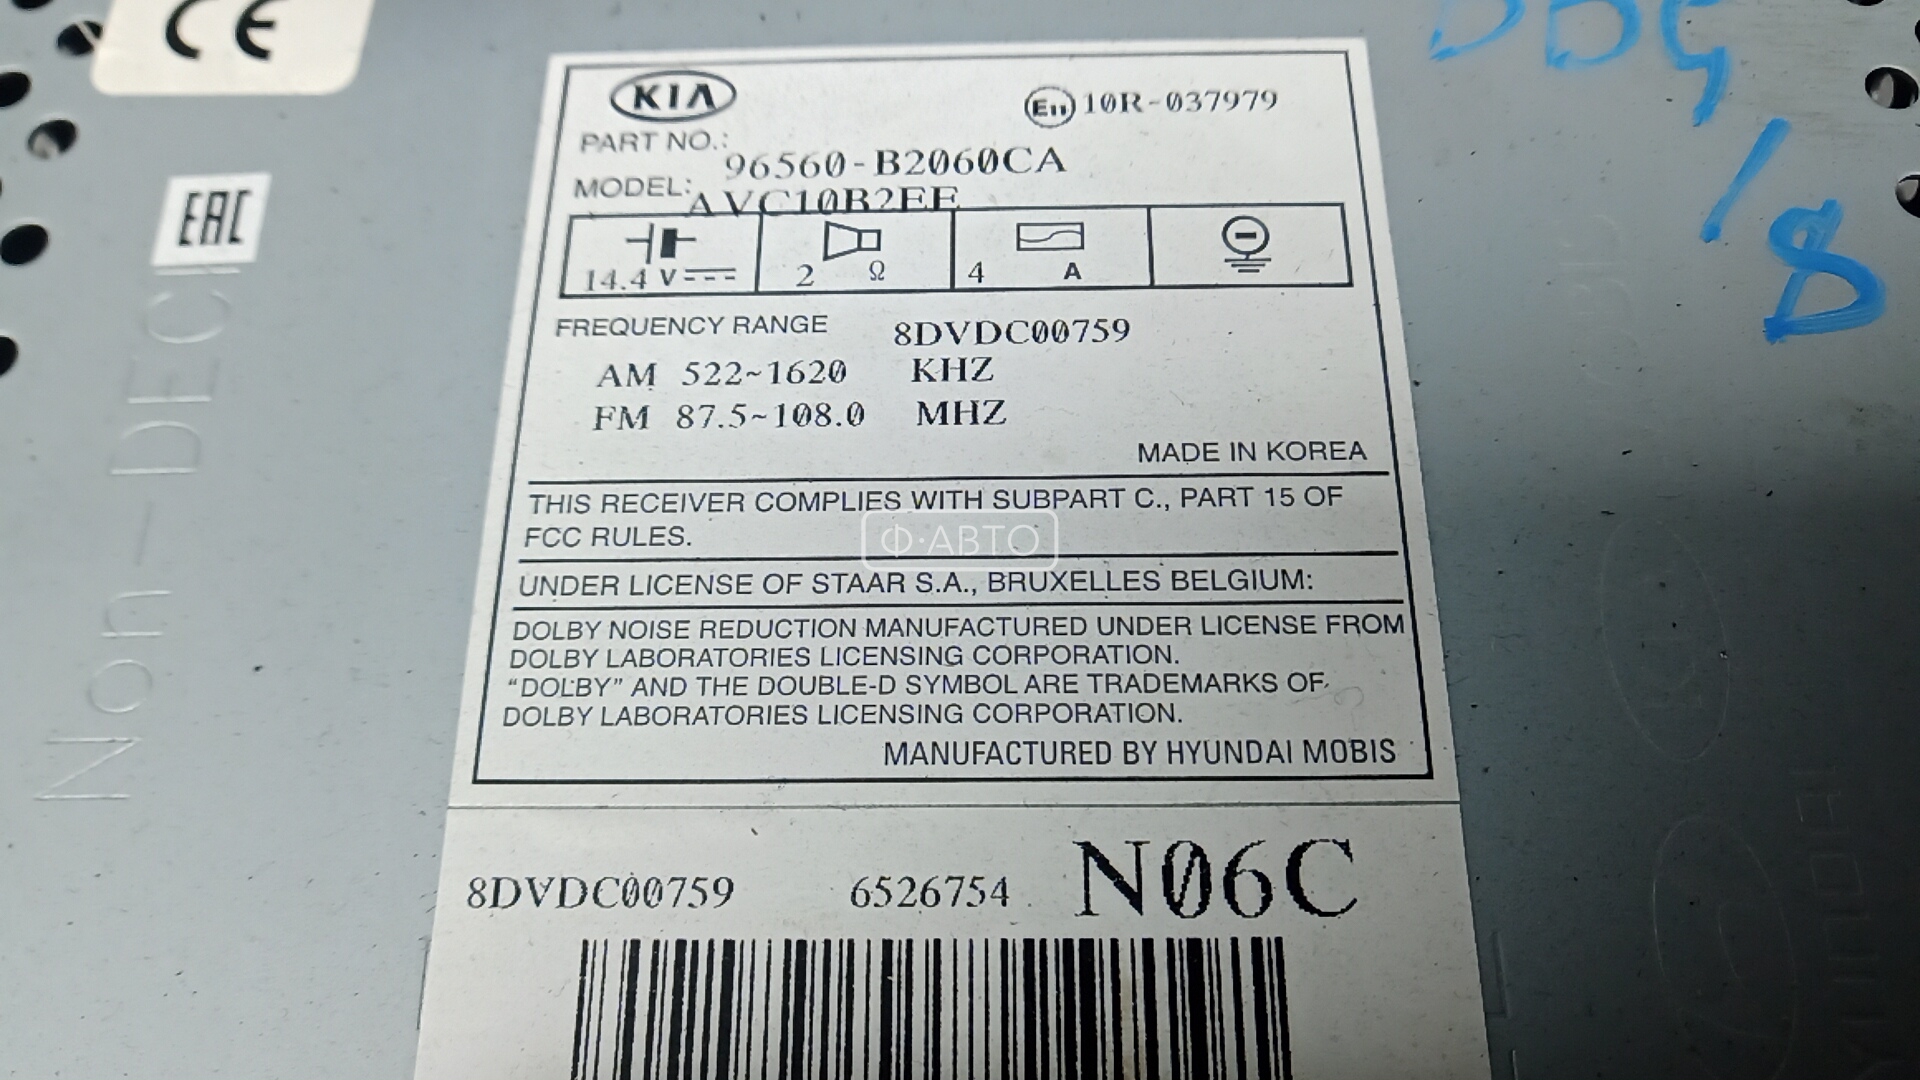 CE
KIA
E11 10R-037979
PART NO.: 96560-B2060CA
MODEL: AVC10B2EE
EAC
14.4 V
2 Ω
4 A
FREQUENCY RANGE 8DVDC00759
AM 522~1620 KHZ
FM 87.5~108.0 MHZ
MADE IN KOREA
THIS RECEIVER COMPLIES WITH SUBPART C., PART 15 OF
FCC RULES.
Ф·АВТО
UNDER LICENSE OF STAAR S.A., BRUXELLES BELGIUM:
DOLBY NOISE REDUCTION MANUFACTURED UNDER LICENSE FROM
DOLBY LABORATORIES LICENSING CORPORATION.
“DOLBY” AND THE DOUBLE-D SYMBOL ARE TRADEMARKS OF
DOLBY LABORATORIES LICENSING CORPORATION.
MANUFACTURED BY HYUNDAI MOBIS
8DVDC00759 6526754 N06C
Non-DECK